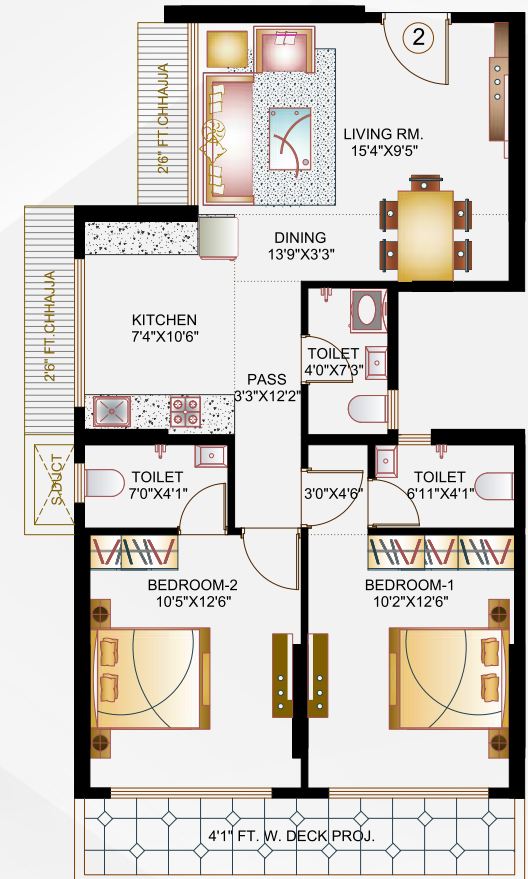 2
2'6" FT.CHHAJJA
LIVING RM.
15'4"X9'5"
DINING
13'9"X3'3"
2'6" FT.CHHAJJA
KITCHEN
7'4"X10'6"
TOILET
4'0"X7'3"
PASS
3'3"X12'2"
S.DUCT
TOILET
7'0"X4'1"
3'0"X4'6"
TOILET
6'11"X4'1"
BEDROOM-2
10'5"X12'6"
BEDROOM-1
10'2"X12'6"
4'1" FT. W. DECK PROJ.